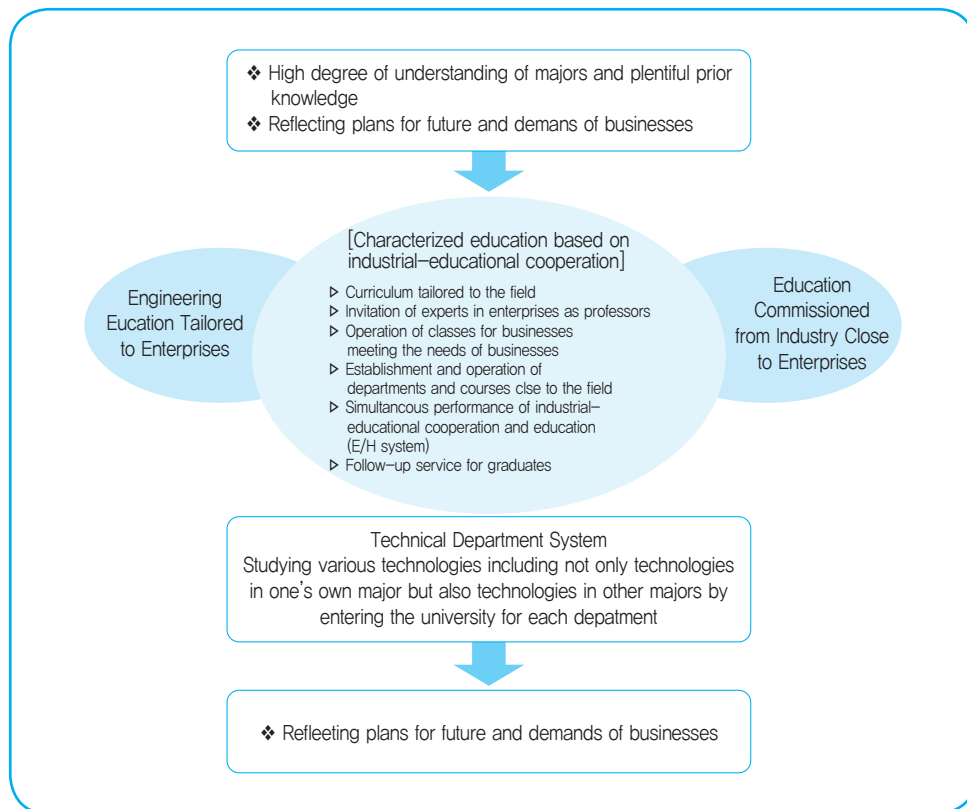 ❖ High degree of understanding of majors and plentiful prior
knowledge
❖ Reflecting plans for future and demans of businesses
[Characterized education based on
industrial-educational cooperation]
▷ Curriculum tailored to the field
▷ Invitation of experts in enterprises as professors
▷ Operation of classes for businesses
meeting the needs of businesses
▷ Establishment and operation of
departments and courses clse to the field
▷ Simultancous performance of industrial-
educational cooperation and education
(E/H system)
▷ Follow-up service for graduates
Engineering
Eucation Tailored
to Enterprises
Education
Commissioned
from Industry Close
to Enterprises
Technical Department System
Studying various technologies including not only technologies
in one's own major but also technologies in other majors by
entering the university for each depatment
❖ Refleeting plans for future and demands of businesses